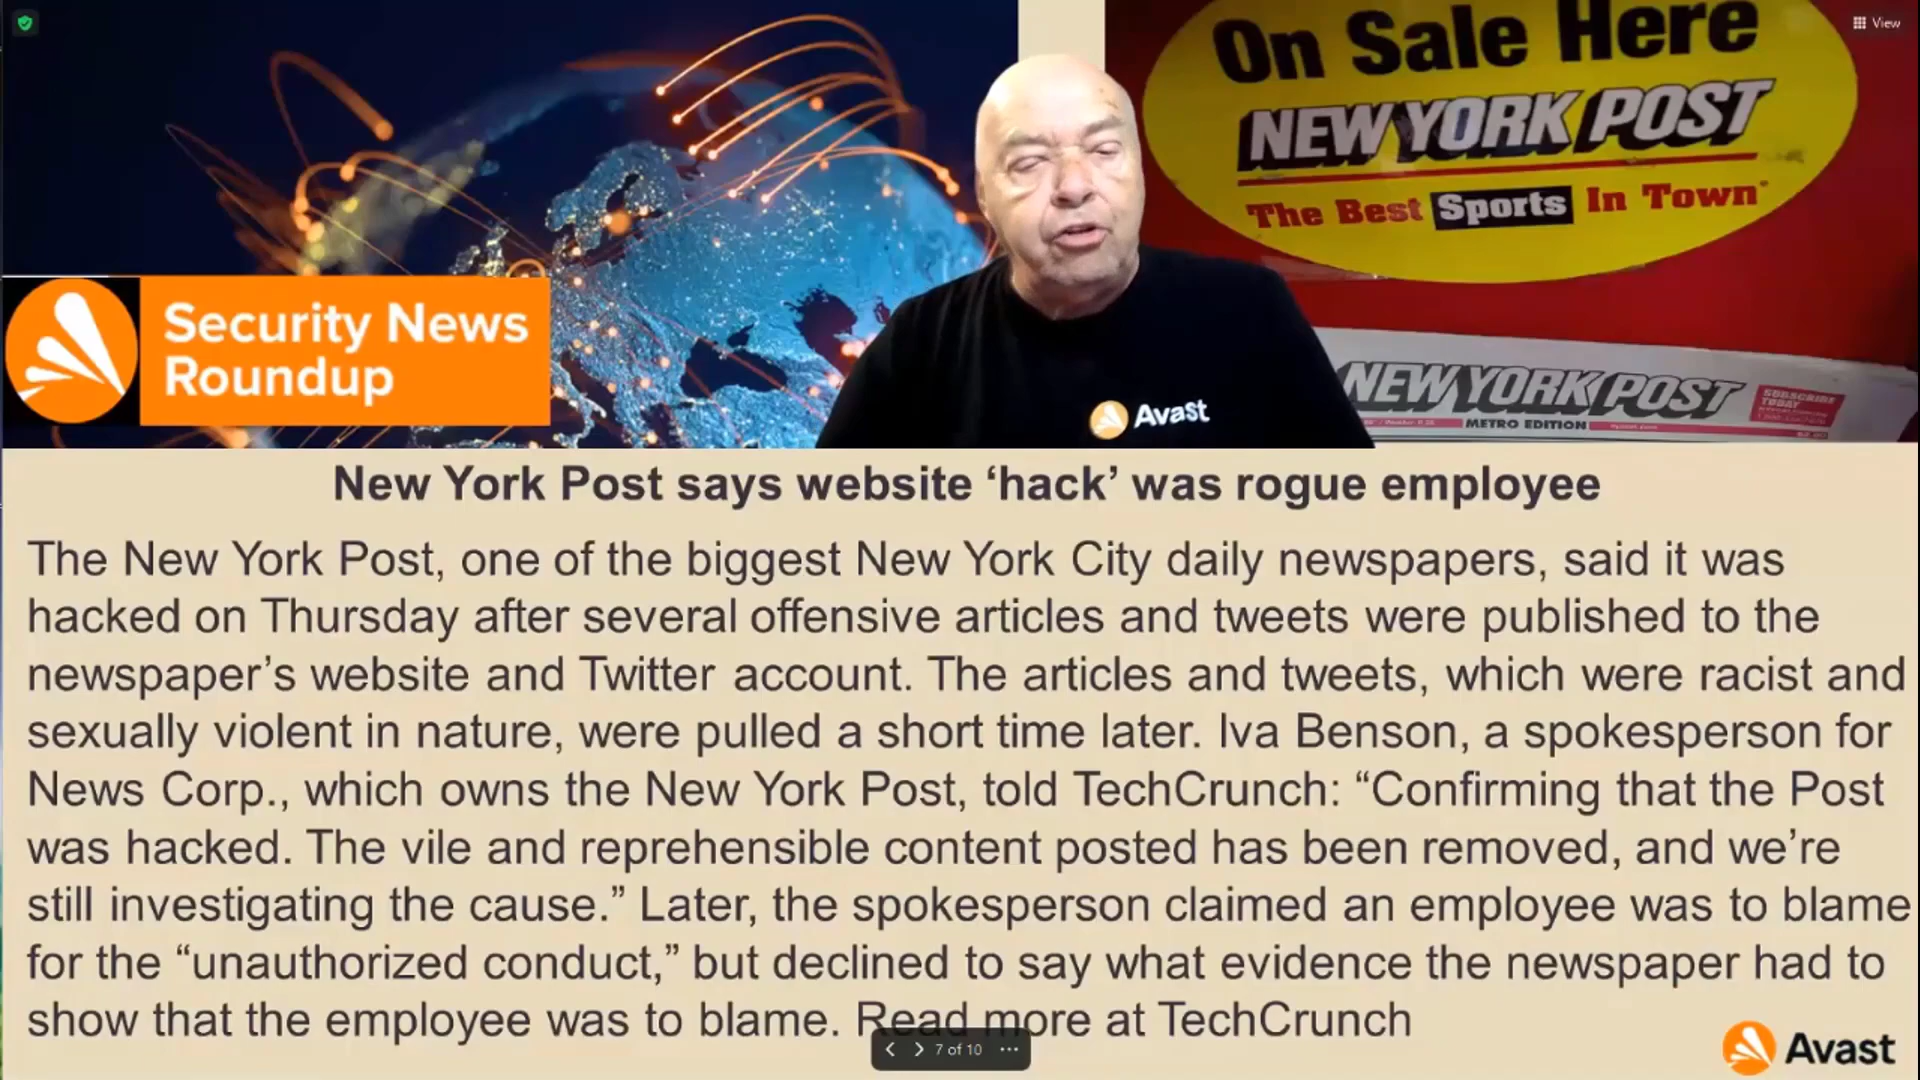 View
On Sale Here
NEW YORK POST
The Best Sports In Town
Security News
Roundup
NEW YORK POST
SUBSCRIBE
TODAY
METRO EDITION
Avast
New York Post says website ‘hack’ was rogue employee
The New York Post, one of the biggest New York City daily newspapers, said it was
hacked on Thursday after several offensive articles and tweets were published to the
newspaper’s website and Twitter account. The articles and tweets, which were racist and
sexually violent in nature, were pulled a short time later. Iva Benson, a spokesperson for
News Corp., which owns the New York Post, told TechCrunch: “Confirming that the Post
was hacked. The vile and reprehensible content posted has been removed, and we’re
still investigating the cause.” Later, the spokesperson claimed an employee was to blame
for the “unauthorized conduct,” but declined to say what evidence the newspaper had to
show that the employee was to blame. Read more at TechCrunch
7 of 10
Avast